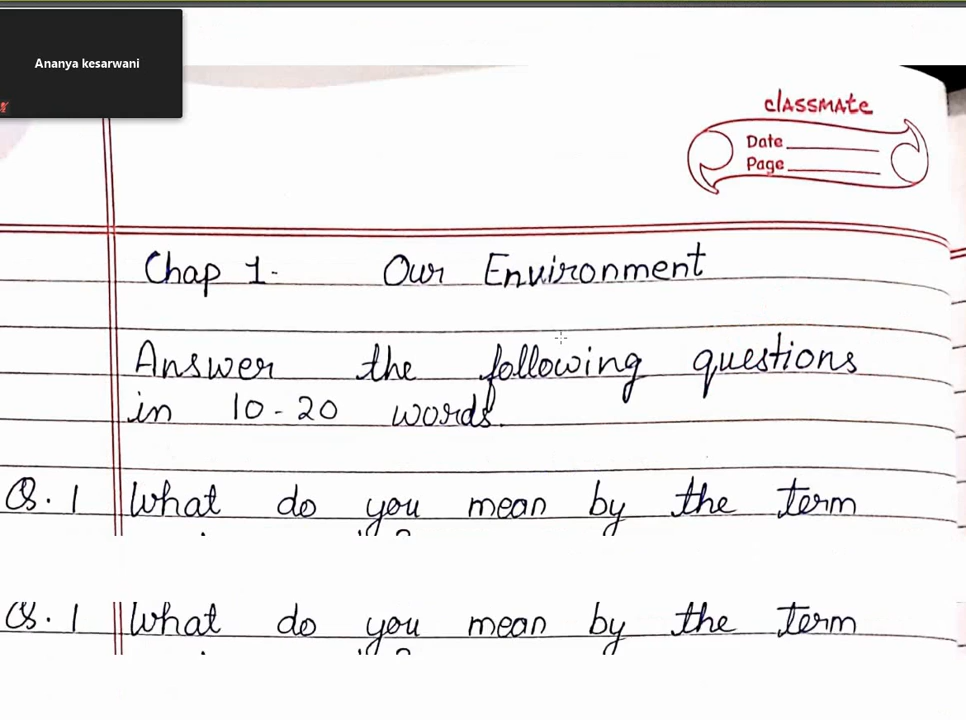 Ananya kesarwani
classmate
Date
Page
Chap 1. Our Environment
Answer the following questions
in 10-20 words.
Q. 1 What do you mean by the term
Q. 1 What do you mean by the term